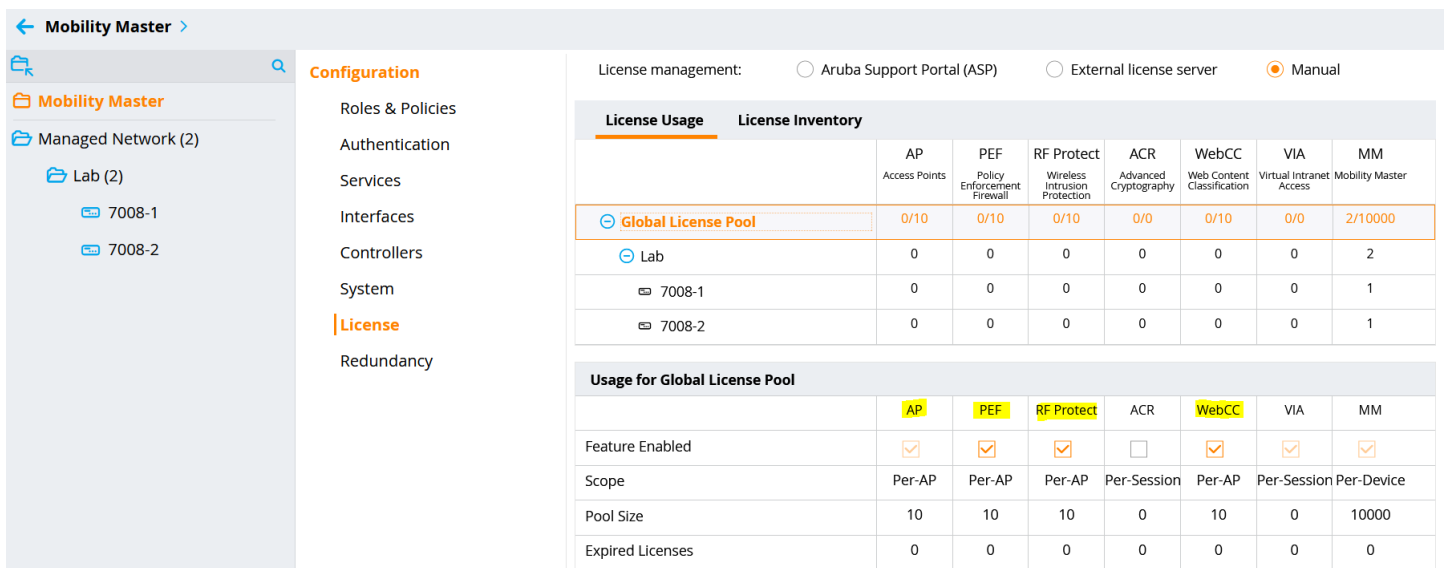 Mobility Master >
Mobility Master
Managed Network (2)
Lab (2)
7008-1
7008-2
Configuration
Roles & Policies
Authentication
Services
Interfaces
Controllers
System
License
Redundancy
License management: Aruba Support Portal (ASP) External license server Manual
License Usage License Inventory
AP PEF RF Protect ACR WebCC VIA MM
Access Points Policy Enforcement Firewall Wireless Intrusion Protection Advanced Cryptography Web Content Classification Virtual Intranet Access Mobility Master
Global License Pool 0/10 0/10 0/10 0/0 0/10 0/0 2/10000
Lab 0 0 0 0 0 0 2
7008-1 0 0 0 0 0 0 1
7008-2 0 0 0 0 0 0 1
Usage for Global License Pool
AP PEF RF Protect ACR WebCC VIA MM
Feature Enabled
Scope Per-AP Per-AP Per-AP Per-Session Per-AP Per-Session Per-Device
Pool Size 10 10 10 0 10 0 10000
Expired Licenses 0 0 0 0 0 0 0